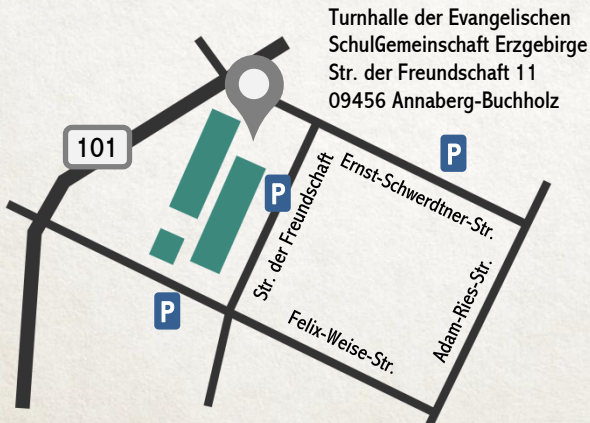 Turnhalle der Evangelischen
SchulGemeinschaft Erzgebirge
Str. der Freundschaft 11
09456 Annaberg-Buchholz
101
P
Ernst-Schwerdtner-Str.
P
Str. der Freundschaft
Adam-Ries-Str.
P
Felix-Weise-Str.